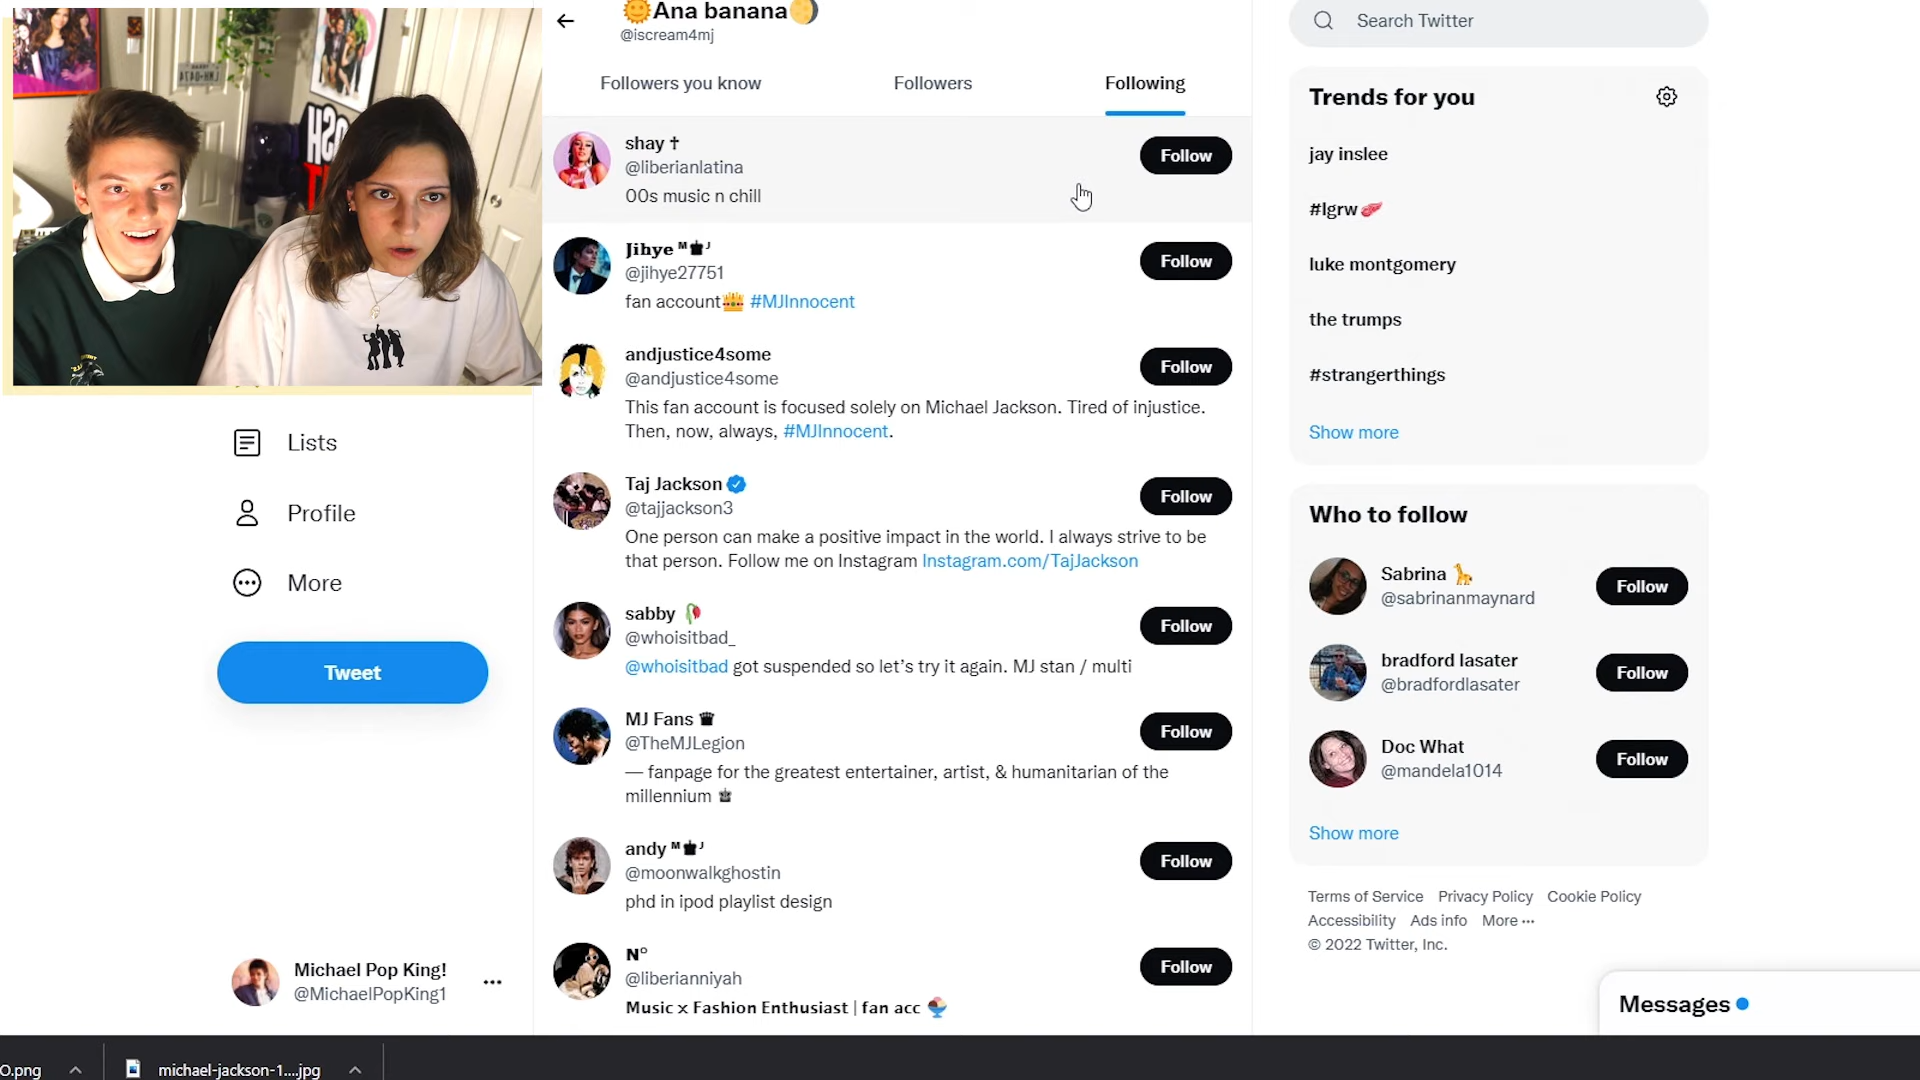 Ana banana
@iscream4mj
Followers you know
Followers
Following
shay ✝
@liberianlatina
00s music n chill
Follow
Jihye ᴹ♚ᴶ
@jihye27751
fan account👑 #MJInnocent
Follow
andjustice4some
@andjustice4some
This fan account is focused solely on Michael Jackson. Tired of injustice.
Then, now, always, #MJInnocent.
Follow
Taj Jackson
@tajjackson3
One person can make a positive impact in the world. I always strive to be
that person. Follow me on Instagram Instagram.com/TajJackson
Follow
sabby 🥀
@whoisitbad_
@whoisitbad got suspended so let’s try it again. MJ stan / multi
Follow
MJ Fans ♛
@TheMJLegion
— fanpage for the greatest entertainer, artist, & humanitarian of the
millennium ♚
Follow
andy ᴹ♚ᴶ
@moonwalkghostin
phd in ipod playlist design
Follow
N°
@liberianniyah
Music x Fashion Enthusiast | fan acc 🍨
Follow
Lists
Profile
More
Tweet
Michael Pop King!
@MichaelPopKing1
Search Twitter
Trends for you
jay inslee
#lgrw
luke montgomery
the trumps
#strangerthings
Show more
Who to follow
Sabrina 🦒
@sabrinanmaynard
Follow
bradford lasater
@bradfordlasater
Follow
Doc What
@mandela1014
Follow
Show more
Terms of Service Privacy Policy Cookie Policy
Accessibility Ads info More ···
© 2022 Twitter, Inc.
Messages
O.png
michael-jackson-1....jpg